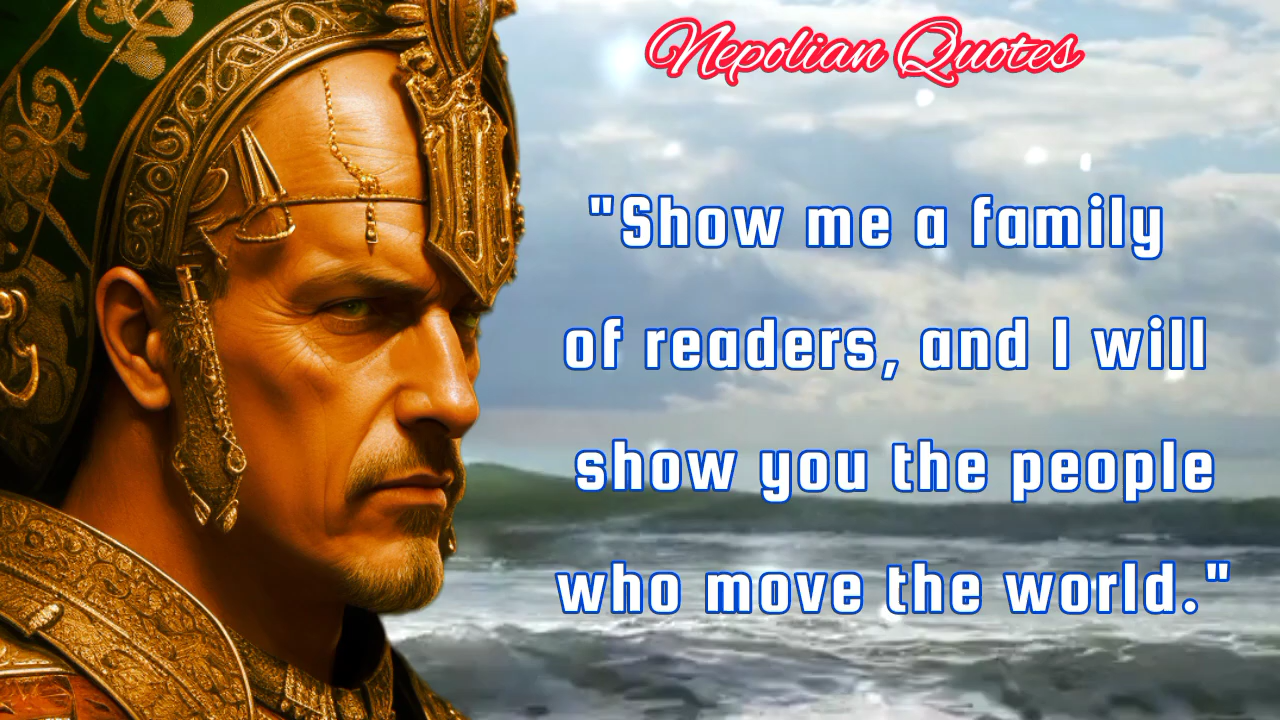 Nepolian Quotes
"Show me a family
of readers, and I will
show you the people
who move the world."